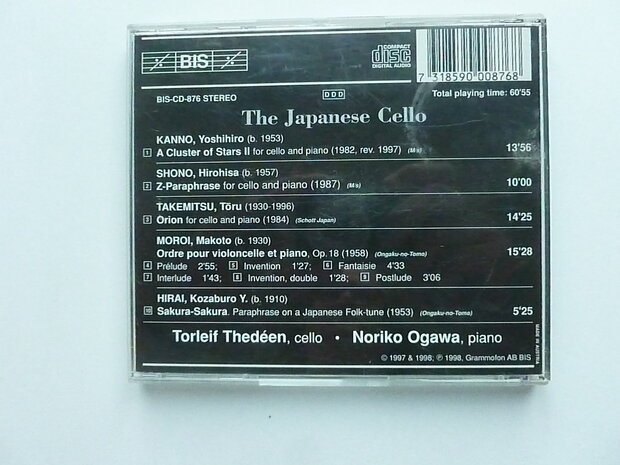 BIS
COMPACT
disc
DIGITAL AUDIO
7 318590 008768
BIS-CD-876 STEREO
DDD
Total playing time: 60'55
The Japanese Cello
KANNO, Yoshihiro (b. 1953)
1 A Cluster of Stars II for cello and piano (1982, rev. 1997) (M/s) 13'56
SHONO, Hirohisa (b. 1957)
2 Z-Paraphrase for cello and piano (1987) (M/s) 10'00
TAKEMITSU, Tōru (1930-1996)
3 Orion for cello and piano (1984) (Schott Japan) 14'25
MOROI, Makoto (b. 1930)
Ordre pour violoncelle et piano, Op. 18 (1958) (Ongaku-no-Tomo) 15'28
4 Prélude 2'55; 5 Invention 1'27; 6 Fantaisie 4'33
7 Interlude 1'43; 8 Invention, double 1'28; 9 Postlude 3'06
HIRAI, Kozaburo Y. (b. 1910)
10 Sakura-Sakura. Paraphrase on a Japanese Folk-tune (1953) (Ongaku-no-Tomo) 5'25
Torleif Thedéen, cello • Noriko Ogawa, piano
© 1997 & 1998; ℗ 1998, Grammofon AB BIS
MADE IN AUSTRIA